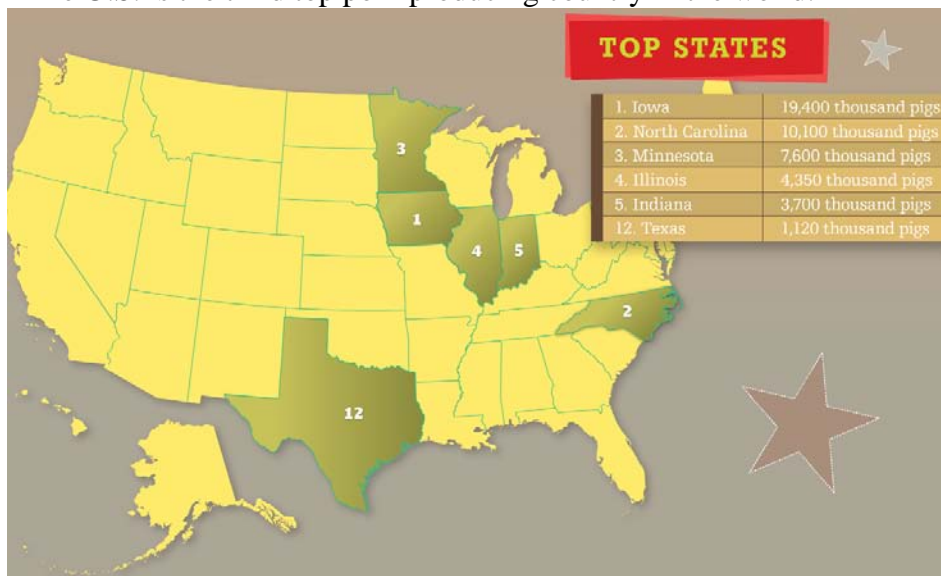 TOP STATES
1. Iowa 19,400 thousand pigs
2. North Carolina 10,100 thousand pigs
3. Minnesota 7,600 thousand pigs
4. Illinois 4,350 thousand pigs
5. Indiana 3,700 thousand pigs
12. Texas 1,120 thousand pigs
3
1
4
5
2
12